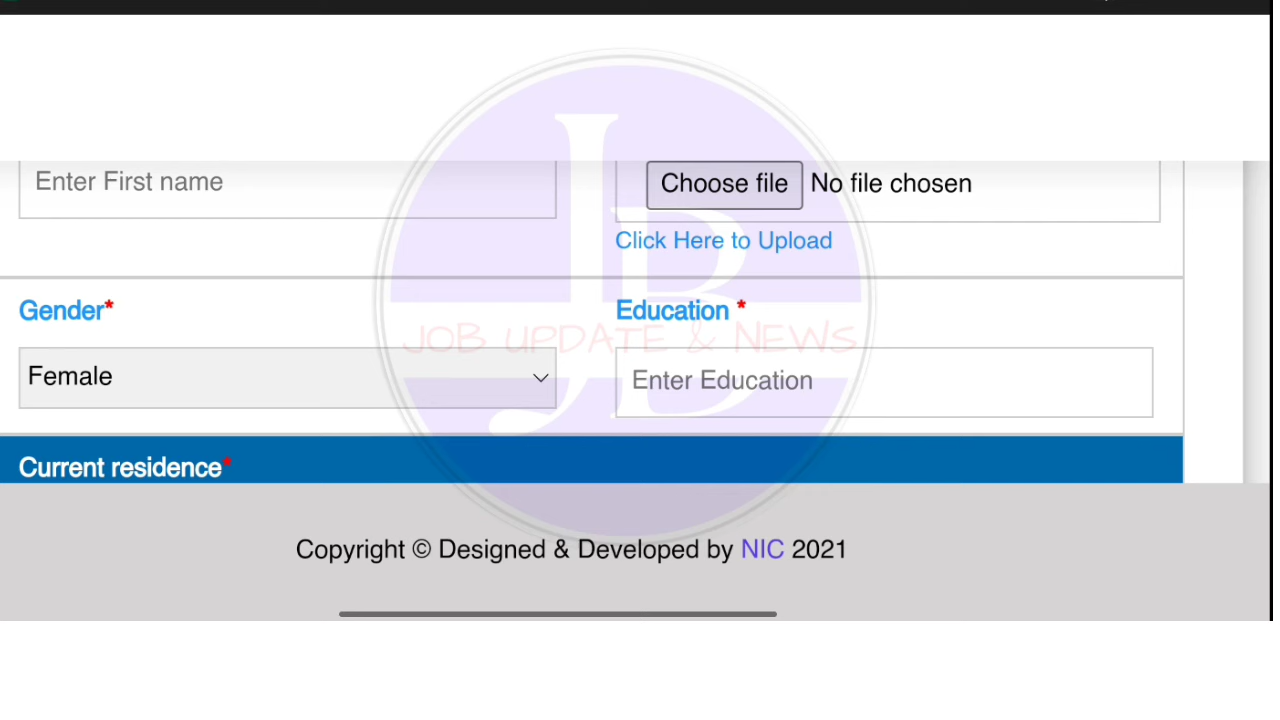 Enter First name
Choose file No file chosen
Click Here to Upload
Gender*
Education *
JOB UPDATE & NEWS
Female
Enter Education
Current residence*
Copyright © Designed & Developed by NIC 2021
JB